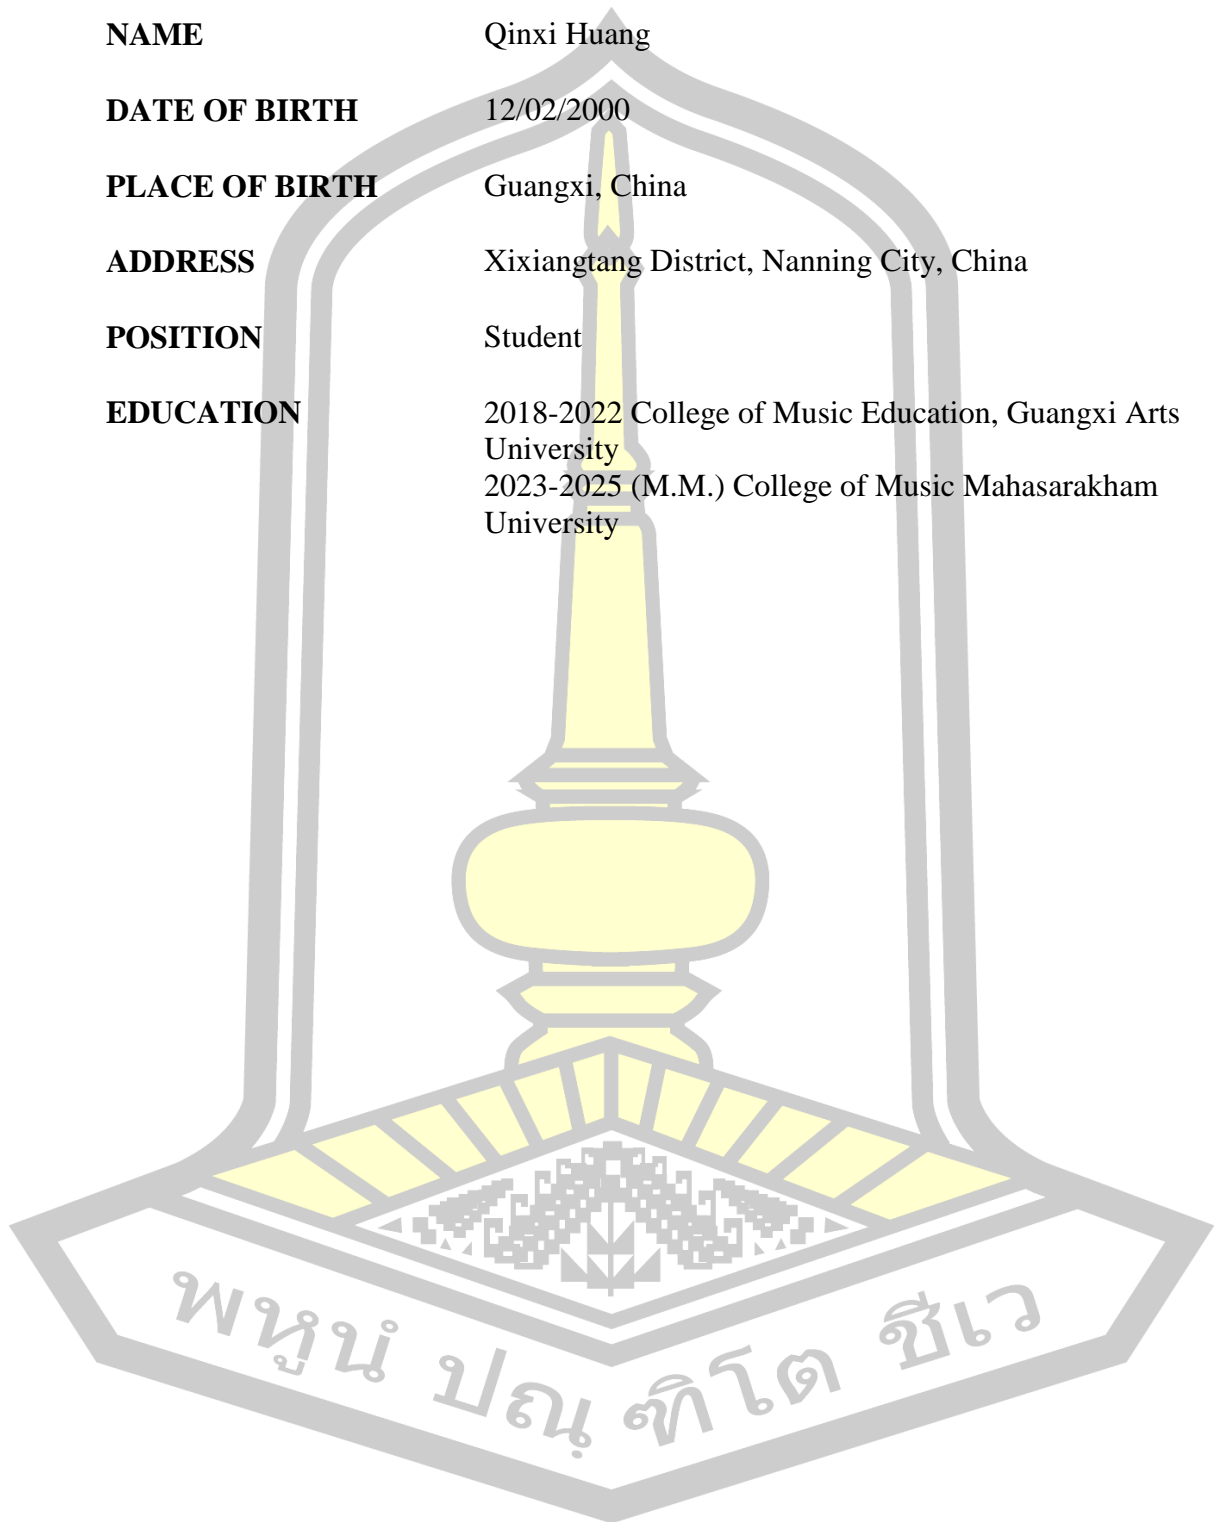 NAME Qinxi Huang
DATE OF BIRTH 12/02/2000
PLACE OF BIRTH Guangxi, China
ADDRESS Xixiangtang District, Nanning City, China
POSITION Student
EDUCATION 2018-2022 College of Music Education, Guangxi Arts
University
2023-2025 (M.M.) College of Music Mahasarakham
University
พหูนํ ปณฺฑิโต ชีเว